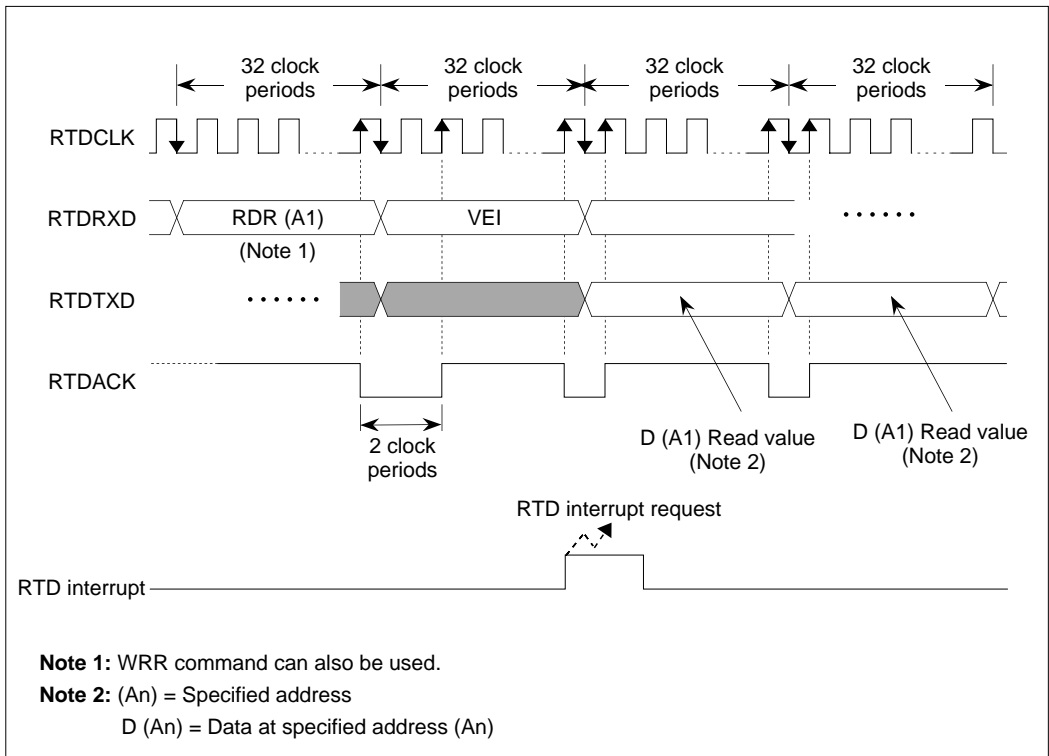 32 clock periods
32 clock periods
32 clock periods
32 clock periods
RTDCLK
RTDRXD
RDR (A1)
(Note 1)
VEI
RTDTXD
RTDACK
2 clock periods
D (A1) Read value
(Note 2)
D (A1) Read value
(Note 2)
RTD interrupt request
RTD interrupt
Note 1: WRR command can also be used.
Note 2: (An) = Specified address
D (An) = Data at specified address (An)